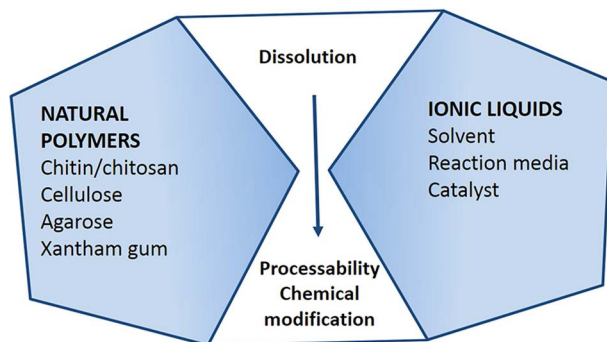 Dissolution
NATURAL
POLYMERS
Chitin/chitosan
Cellulose
Agarose
Xantham gum
IONIC LIQUIDS
Solvent
Reaction media
Catalyst
Processability
Chemical
modification